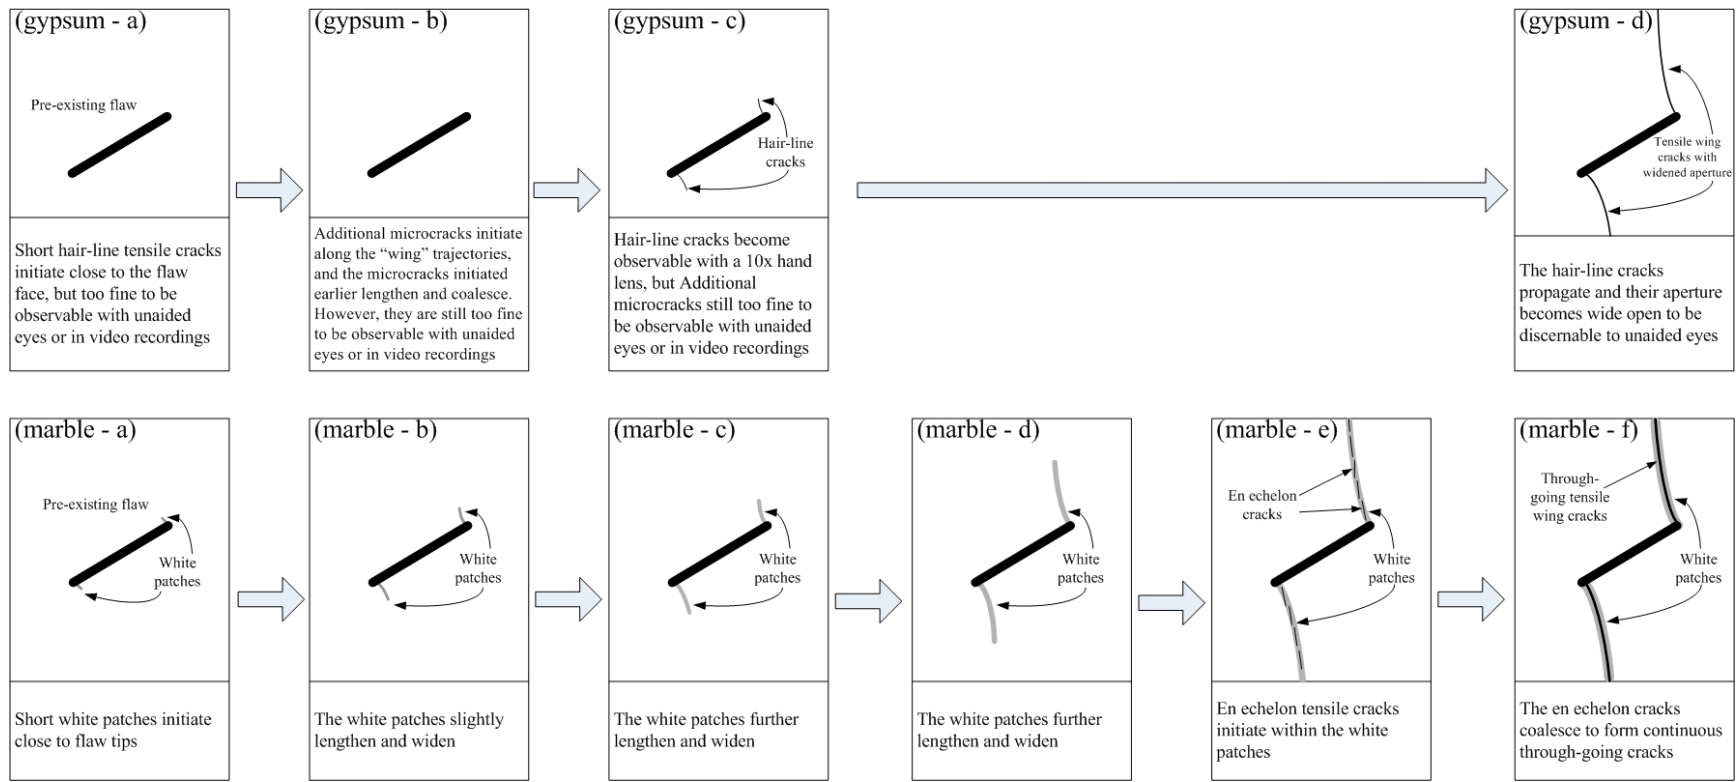 (gypsum - a)
Pre-existing flaw
Short hair-line tensile cracks
initiate close to the flaw
face, but too fine to be
observable with unaided
eyes or in video recordings
(gypsum - b)
Additional microcracks initiate
along the “wing” trajectories,
and the microcracks initiated
earlier lengthen and coalesce.
However, they are still too fine
to be observable with unaided
eyes or in video recordings
(gypsum - c)
Hair-line
cracks
Hair-line cracks become
observable with a 10x hand
lens, but Additional
microcracks still too fine to
be observable with unaided
eyes or in video recordings
(gypsum - d)
Tensile wing
cracks with
widened aperture
The hair-line cracks
propagate and their aperture
becomes wide open to be
discernable to unaided eyes
(marble - a)
Pre-existing flaw
White
patches
Short white patches initiate
close to flaw tips
(marble - b)
White
patches
The white patches slightly
lengthen and widen
(marble - c)
White
patches
The white patches further
lengthen and widen
(marble - d)
White
patches
The white patches further
lengthen and widen
(marble - e)
En echelon
cracks
White
patches
En echelon tensile cracks
initiate within the white
patches
(marble - f)
Through-
going tensile
wing cracks
White
patches
The en echelon cracks
coalesce to form continuous
through-going cracks